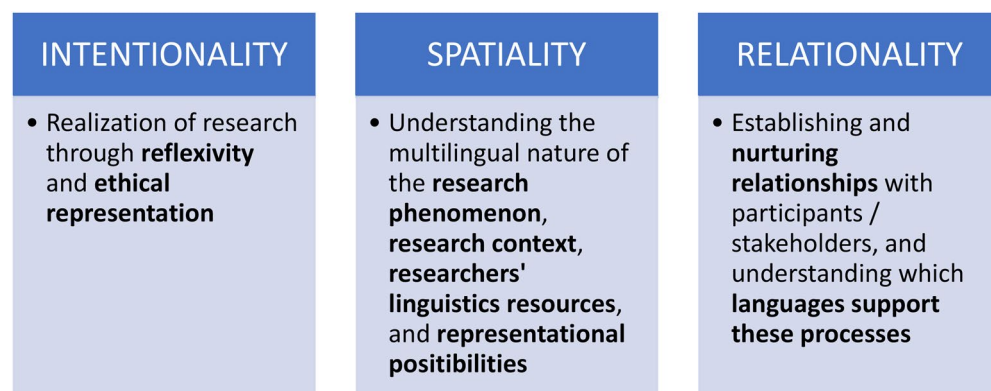 INTENTIONALITY
• Realization of research
through reflexivity
and ethical
representation
SPATIALITY
• Understanding the
multilingual nature of
the research
phenomenon,
research context,
researchers'
linguistics resources,
and representational
positibilities
RELATIONALITY
• Establishing and
nurturing
relationships with
participants /
stakeholders, and
understanding which
languages support
these processes